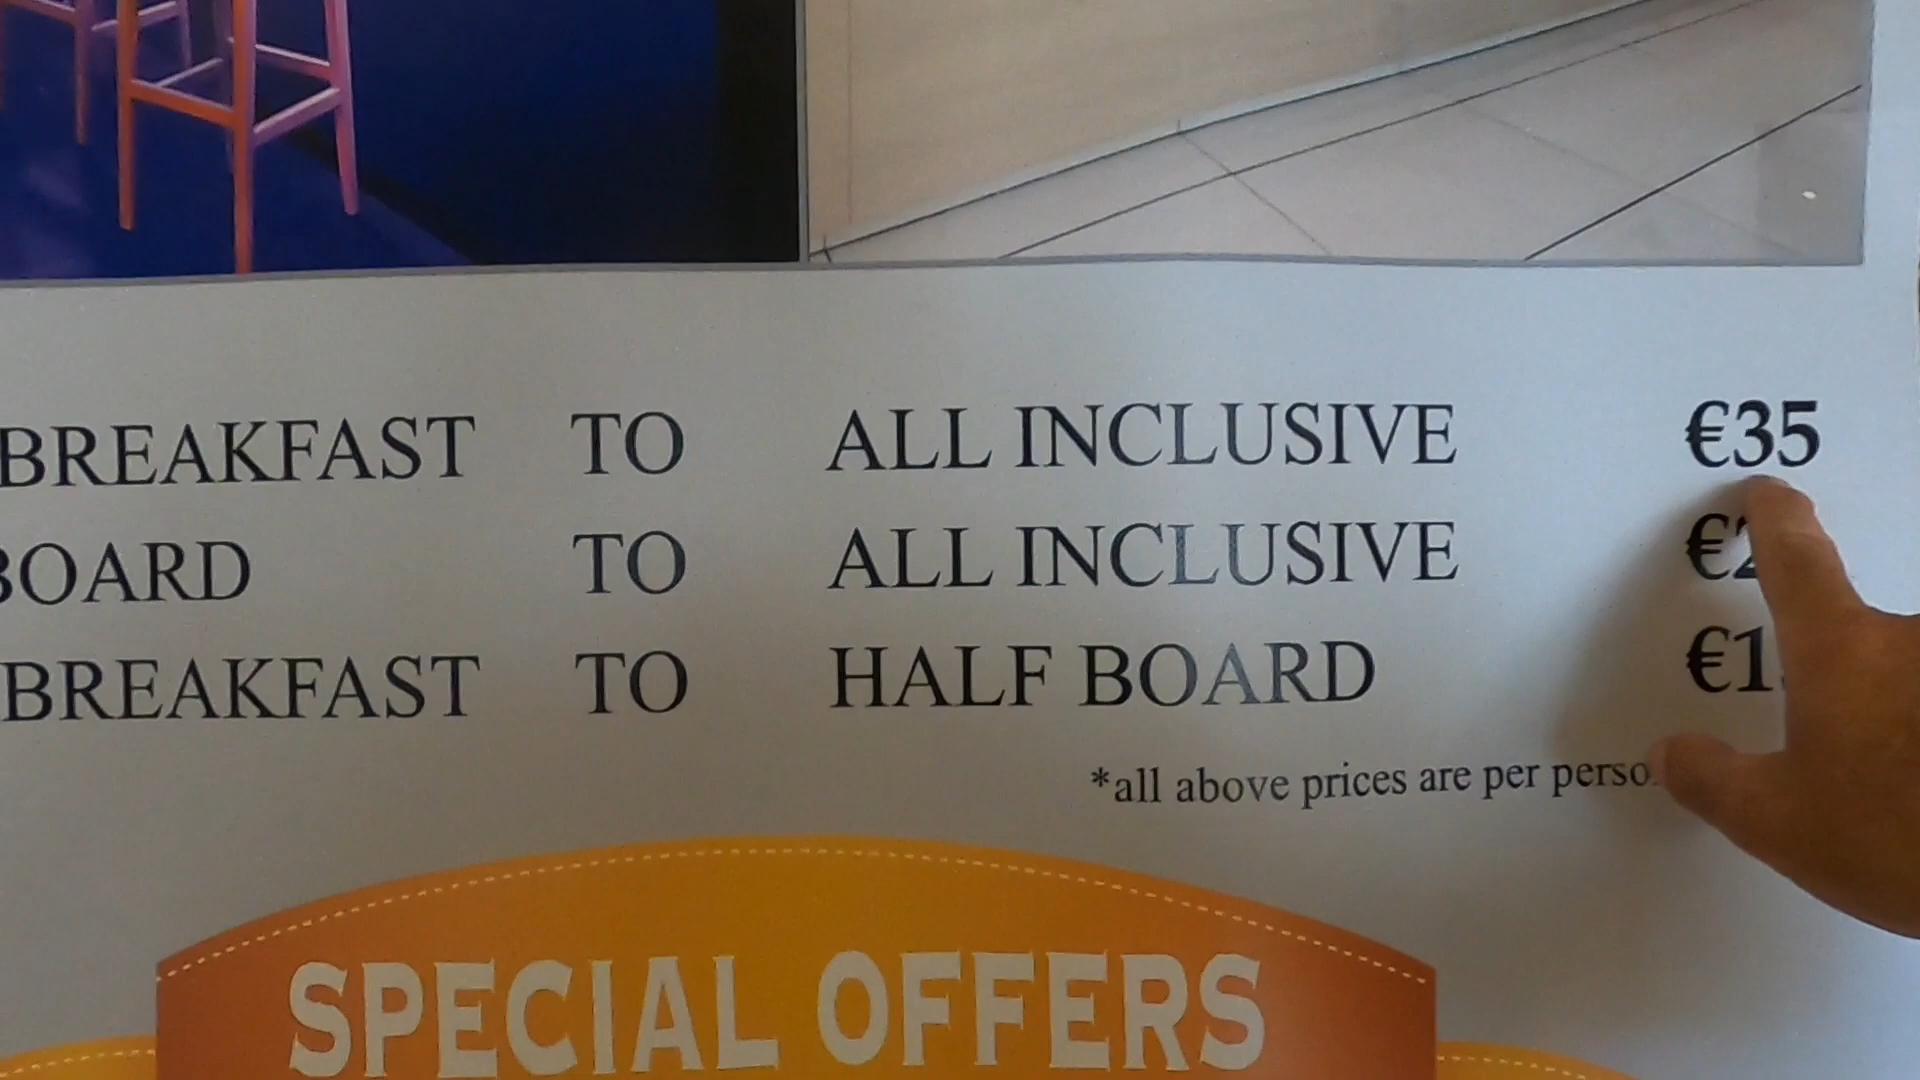 BREAKFAST TO ALL INCLUSIVE €35
BOARD TO ALL INCLUSIVE
BREAKFAST TO HALF BOARD
*all above prices are per
SPECIAL OFFERS